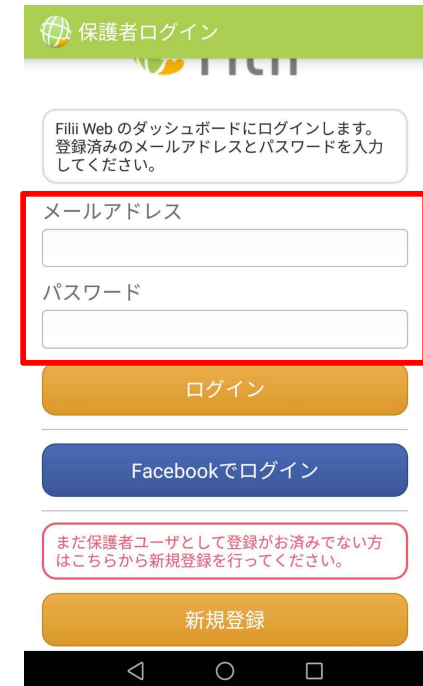 保護者ログイン
Filii Web のダッシュボードにログインします。
登録済みのメールアドレスとパスワードを入力
してください。
メールアドレス
パスワード
ログイン
Facebookでログイン
まだ保護者ユーザとして登録がお済みでない方
はこちらから新規登録を行ってください。
新規登録